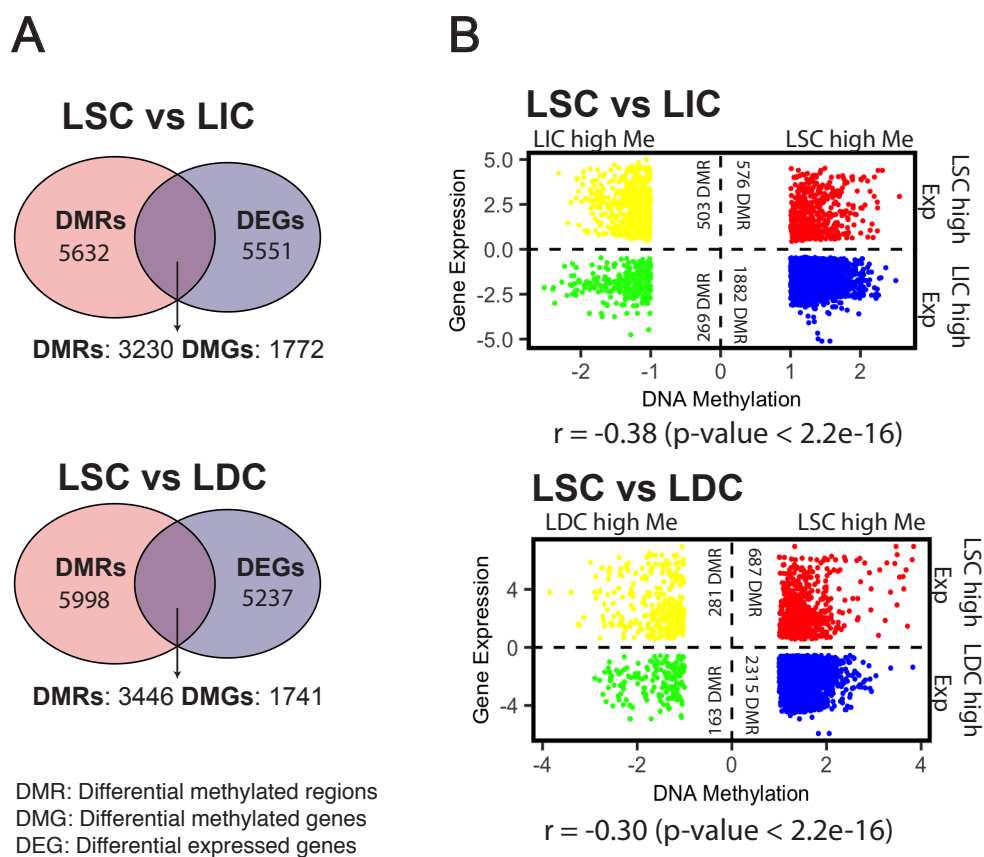 A
LSC vs LIC
DMRs
5632
DEGs
5551
DMRs: 3230 DMGs: 1772
LSC vs LDC
DMRs
5998
DEGs
5237
DMRs: 3446 DMGs: 1741
DMR: Differential methylated regions
DMG: Differential methylated genes
DEG: Differential expressed genes
B
LSC vs LIC
LIC high Me
LSC high Me
Gene Expression
5.0
2.5
0.0
-2.5
-5.0
503 DMR
576 DMR
269 DMR
1882 DMR
LSC high
Exp
LIC high
Exp
-2
-1
0
1
2
DNA Methylation
r = -0.38 (p-value < 2.2e-16)
LSC vs LDC
LDC high Me
LSC high Me
Gene Expression
4
0
-4
281 DMR
687 DMR
163 DMR
2315 DMR
LSC high
Exp
LDC high
Exp
-4
-2
0
2
4
DNA Methylation
r = -0.30 (p-value < 2.2e-16)